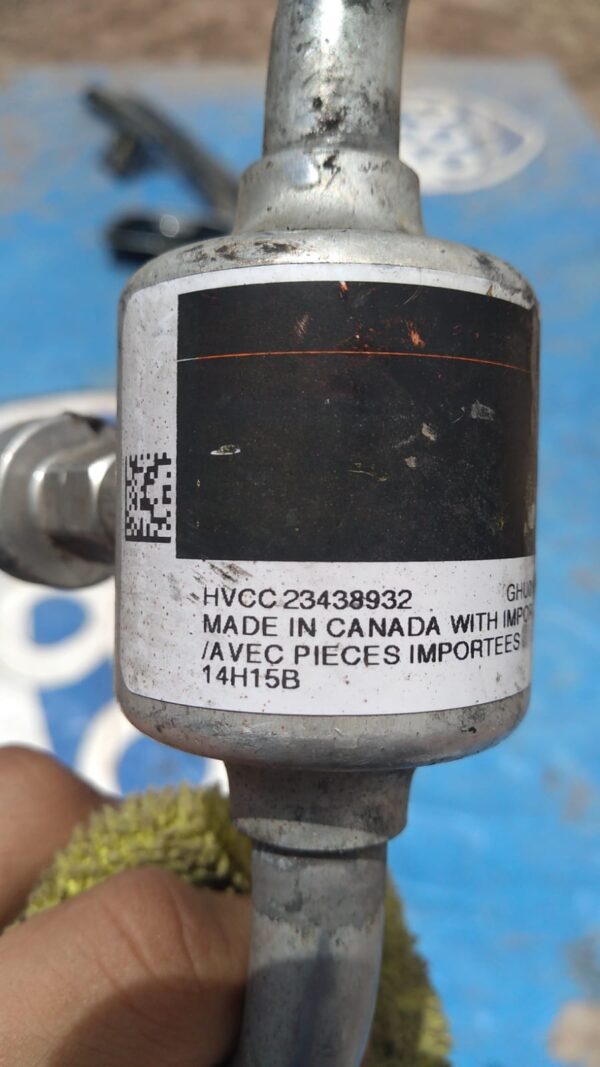 HVCC 23438932
MADE IN CANADA WITH
/AVEC PIECES IMPORTEES
14H15B